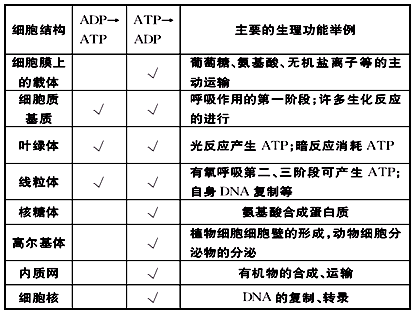 细胞结构 ADP→ATP ATP→ADP 主要的生理功能举例
细胞膜上的载体 √ 葡萄糖、氨基酸、无机盐离子等的主动运输
细胞质基质 √ √ 呼吸作用的第一阶段;许多生化反应的进行
叶绿体 √ √ 光反应产生 ATP;暗反应消耗 ATP
线粒体 √ √ 有氧呼吸第二、三阶段可产生 ATP;自身 DNA 复制等
核糖体 √ 氨基酸合成蛋白质
高尔基体 √ 植物细胞细胞壁的形成,动物细胞分泌物的分泌
内质网 √ 有机物的合成、运输
细胞核 √ DNA 的复制、转录